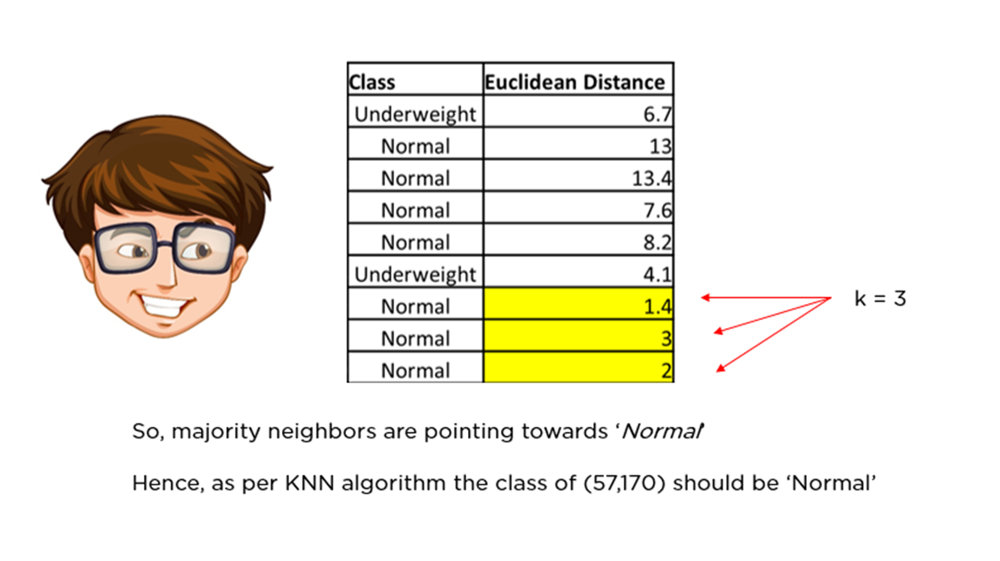 Class Euclidean Distance
Underweight 6.7
Normal 13
Normal 13.4
Normal 7.6
Normal 8.2
Underweight 4.1
Normal 1.4
k = 3
Normal 3
Normal 2
So, majority neighbors are pointing towards ‘Normal’
Hence, as per KNN algorithm the class of (57,170) should be ‘Normal’